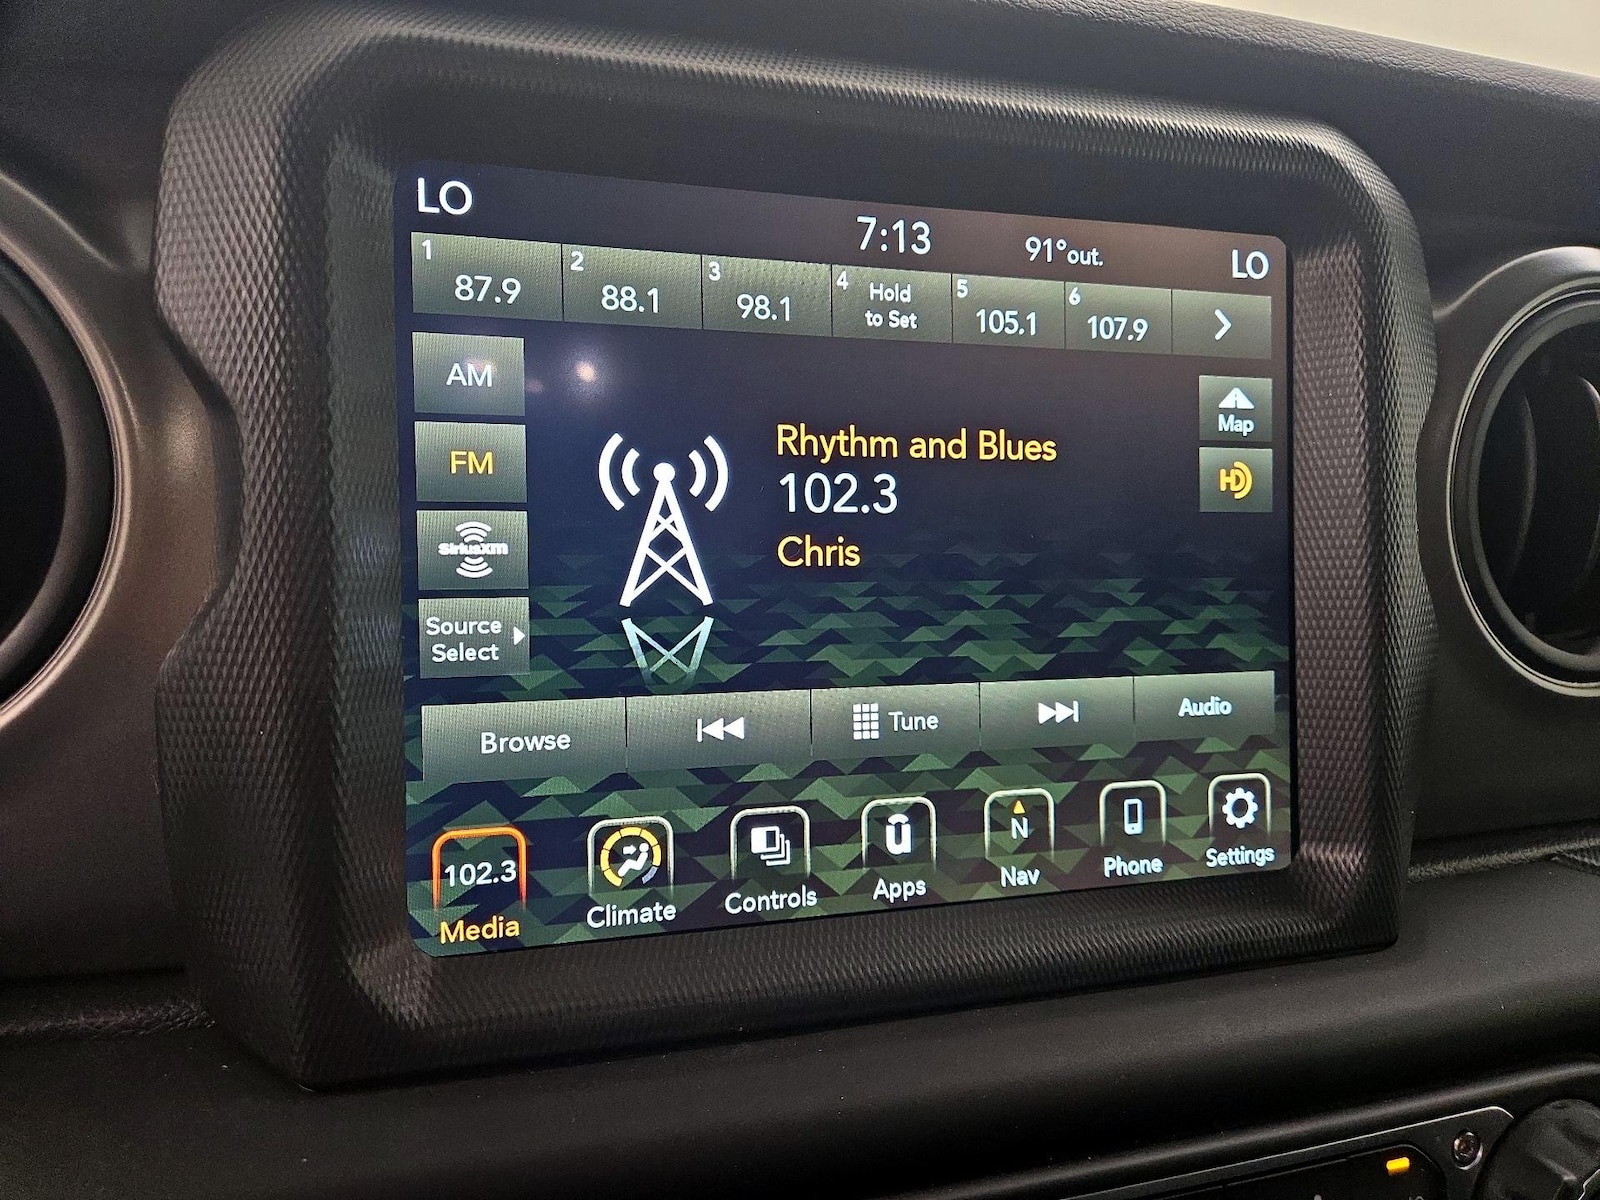 LO
7:13
91°out.
LO
1 87.9
2 88.1
3 98.1
4 Hold
to Set
5 105.1
6 107.9
AM
FM
SiriusXM
Source
Select
Rhythm and Blues
102.3
Chris
Map
HD
Browse
Tune
Audio
102.3
Media
Climate
Controls
ū
Apps
N
Nav
Phone
Settings